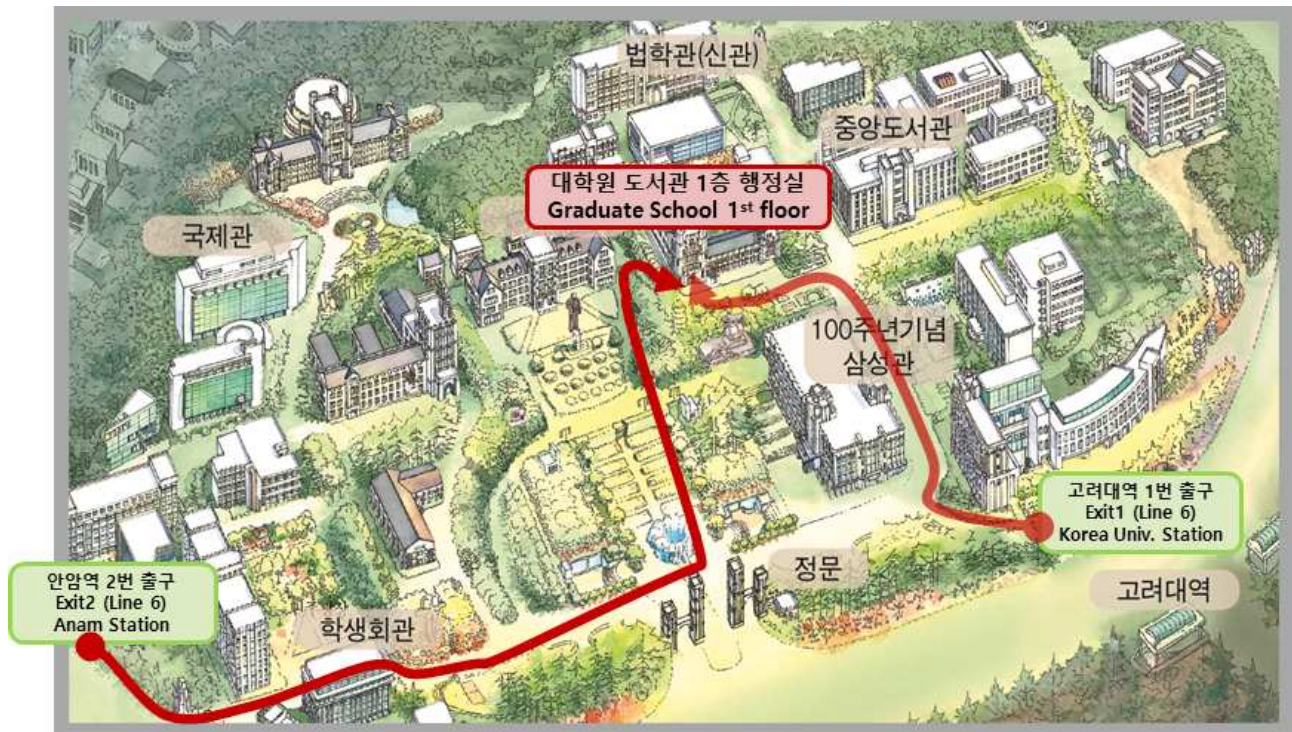 법학관(신관)
중앙도서관
대학원 도서관 1층 행정실
Graduate School 1st floor
국제관
100주년기념
삼성관
고려대역 1번 출구
Exit1 (Line 6)
Korea Univ. Station
정문
고려대역
안암역 2번 출구
Exit2 (Line 6)
Anam Station
학생회관